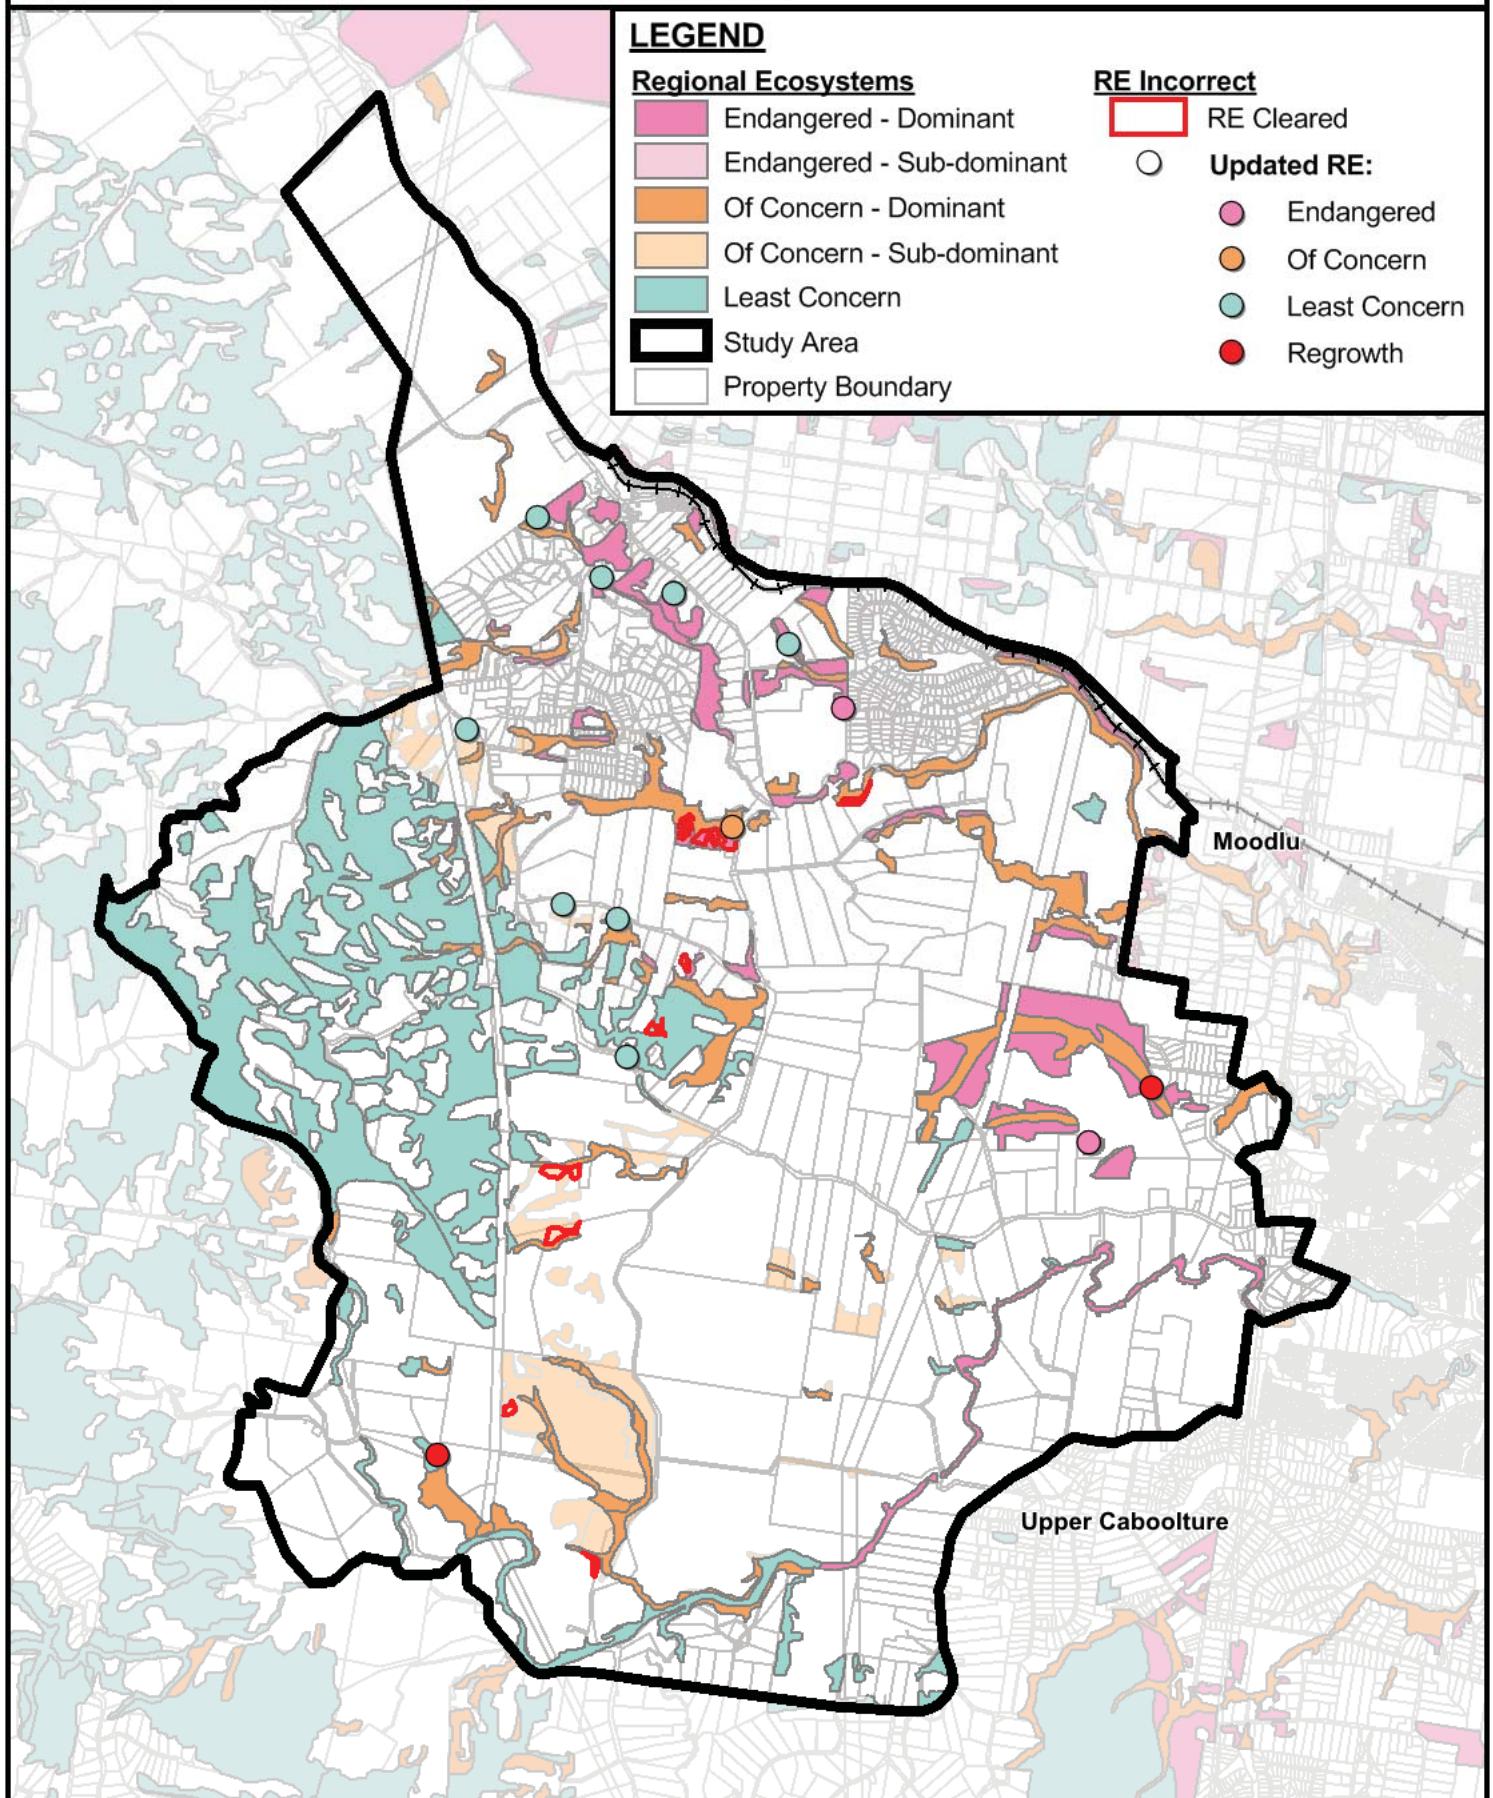 LEGEND
Regional Ecosystems
Endangered - Dominant
Endangered - Sub-dominant
Of Concern - Dominant
Of Concern - Sub-dominant
Least Concern
Study Area
Property Boundary
RE Incorrect
RE Cleared
Updated RE:
Endangered
Of Concern
Least Concern
Regrowth
Moodlu
Upper Caboolture